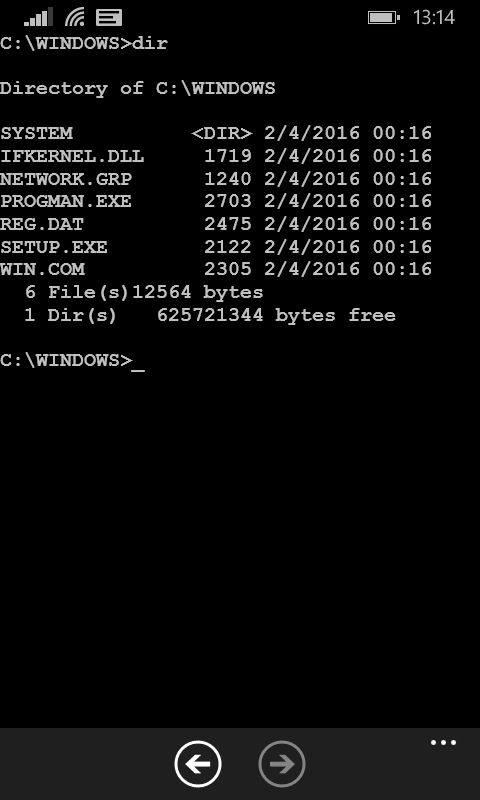 13:14
C:\WINDOWS>dir
Directory of C:\WINDOWS
SYSTEM <DIR> 2/4/2016 00:16
IFKERNEL.DLL 1719 2/4/2016 00:16
NETWORK.GRP 1240 2/4/2016 00:16
PROGMAN.EXE 2703 2/4/2016 00:16
REG.DAT 2475 2/4/2016 00:16
SETUP.EXE 2122 2/4/2016 00:16
WIN.COM 2305 2/4/2016 00:16
6 File(s)12564 bytes
1 Dir(s) 625721344 bytes free
C:\WINDOWS>_